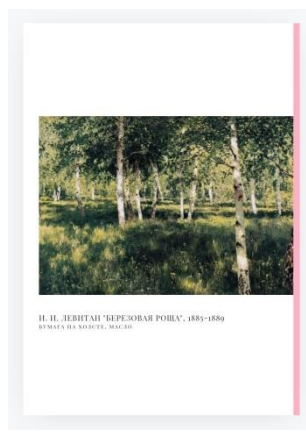 И. И. ЛЕВИТАН "БЕРЕЗОВАЯ РОЩА", 1885-1889
БУМАГА НА ХОЛСТЕ, МАСЛО